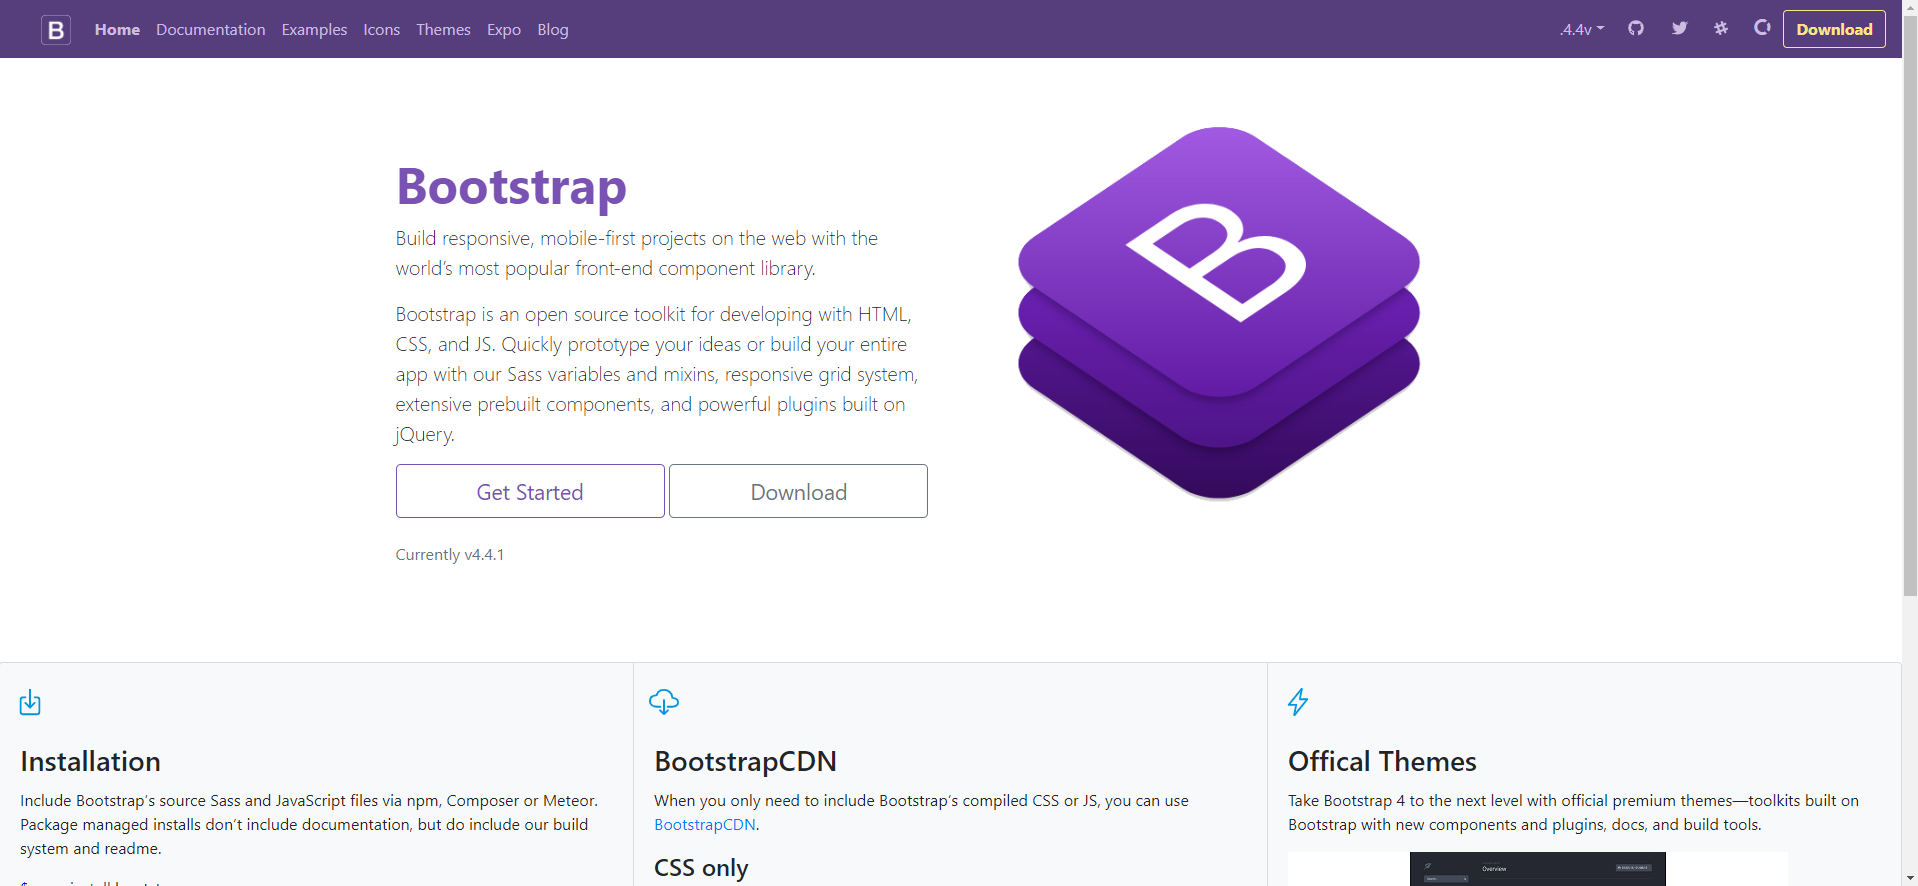 B Home Documentation Examples Icons Themes Expo Blog .4.4v Download
Bootstrap
Build responsive, mobile-first projects on the web with the
world’s most popular front-end component library.
Bootstrap is an open source toolkit for developing with HTML,
CSS, and JS. Quickly prototype your ideas or build your entire
app with our Sass variables and mixins, responsive grid system,
extensive prebuilt components, and powerful plugins built on
jQuery.
Get Started Download
Currently v4.4.1
B
Installation
Include Bootstrap’s source Sass and JavaScript files via npm, Composer or Meteor.
Package managed installs don’t include documentation, but do include our build
system and readme.
BootstrapCDN
When you only need to include Bootstrap’s compiled CSS or JS, you can use
BootstrapCDN.
CSS only
Offical Themes
Take Bootstrap 4 to the next level with official premium themes—toolkits built on
Bootstrap with new components and plugins, docs, and build tools.
Overview